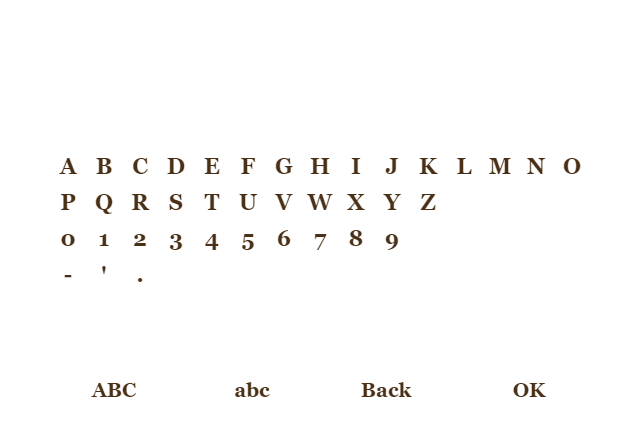 A B C D E F G H I J K L M N O
P Q R S T U V W X Y Z
0 1 2 3 4 5 6 7 8 9
- ' .
ABC abc Back OK